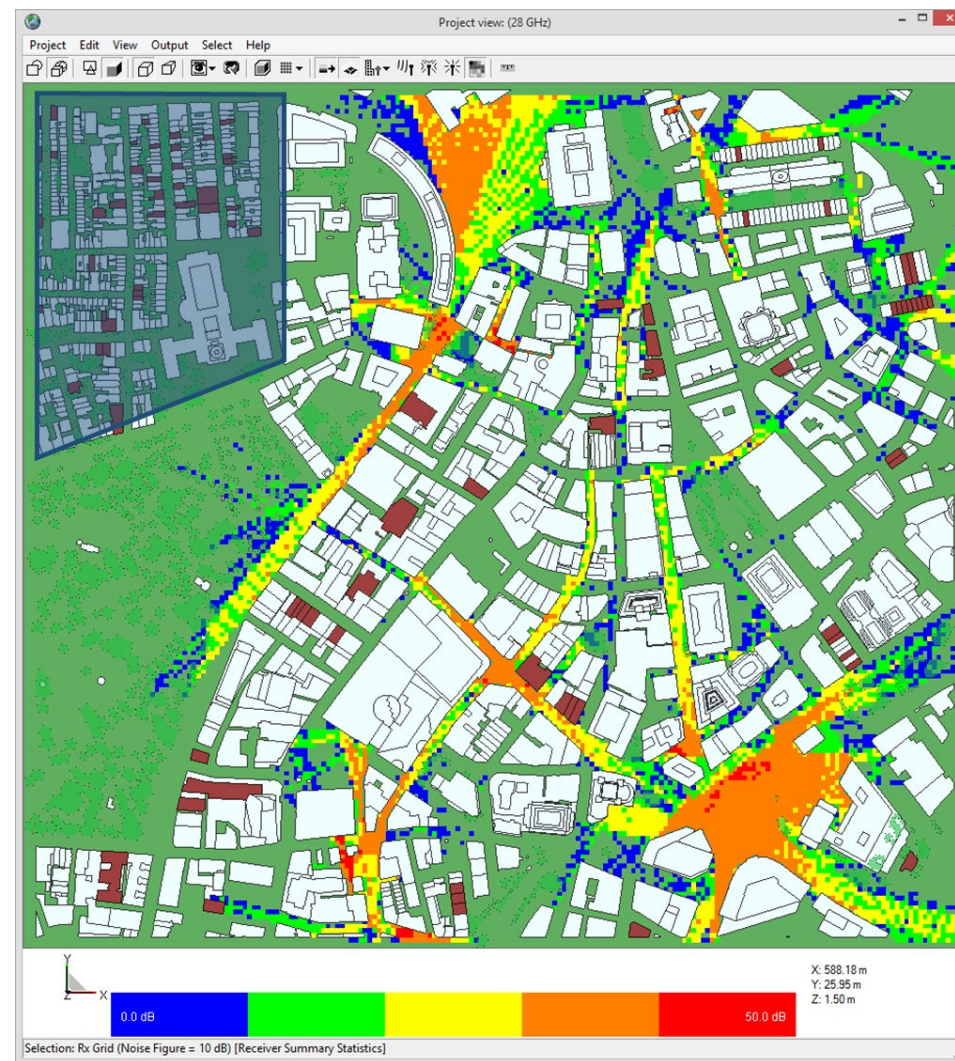 Project view: (28 GHz)
Project Edit View Output Select Help
X: 588.18 m
Y: 25.95 m
Z: 1.50 m
Y
Z X
0.0 dB 50.0 dB
Selection: Rx Grid (Noise Figure = 10 dB) [Receiver Summary Statistics]